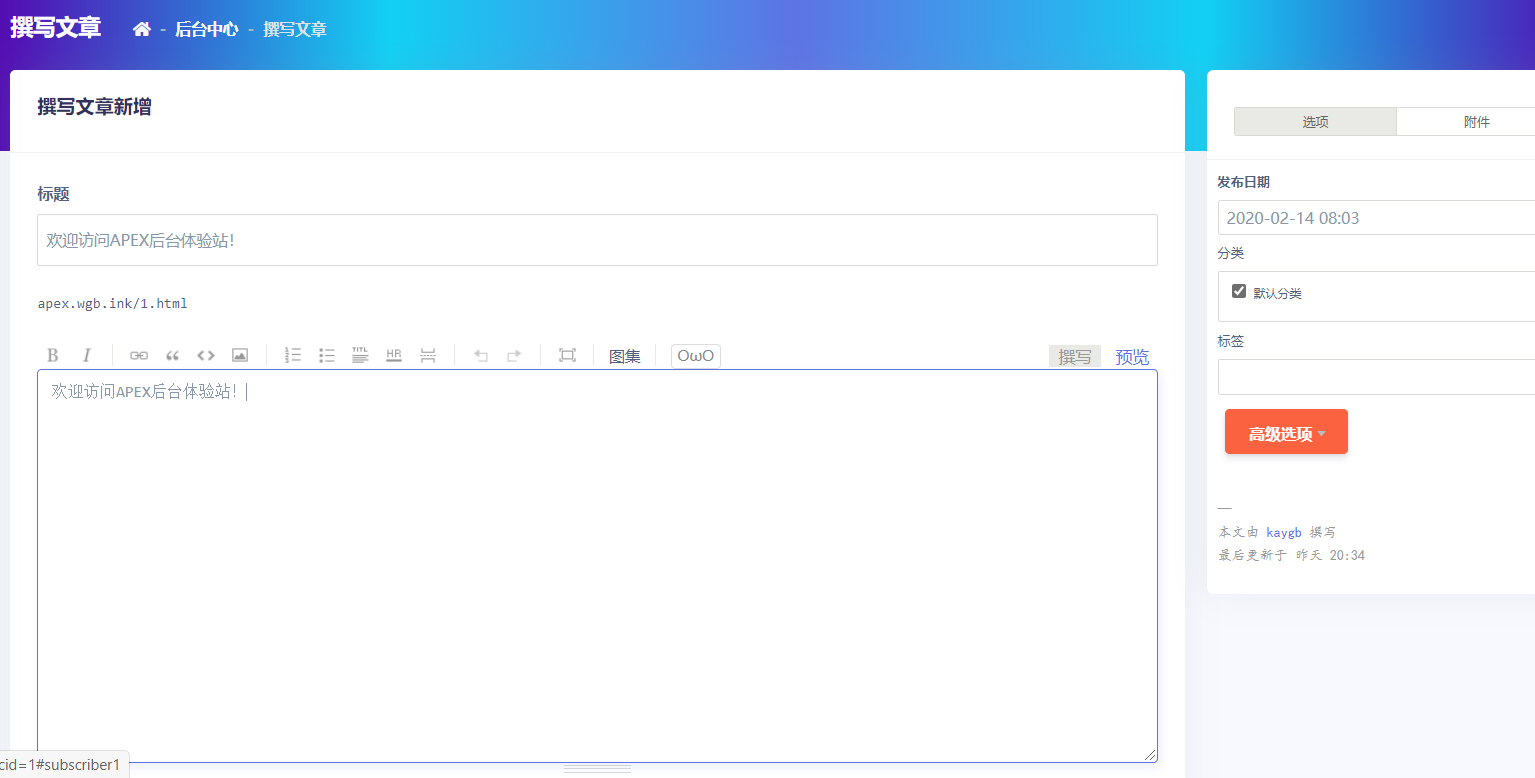 撰写文章 - 后台中心 - 撰写文章
撰写文章新增
标题
欢迎访问APEX后台体验站！
apex.wgb.ink/1.html
B I TITL HR 图集 OωO 撰写 预览
欢迎访问APEX后台体验站！
选项 附件
发布日期
2020-02-14 08:03
分类
默认分类
标签
高级选项
—
本文由 kaygb 撰写
最后更新于 昨天 20:34
cid=1#subscriber1